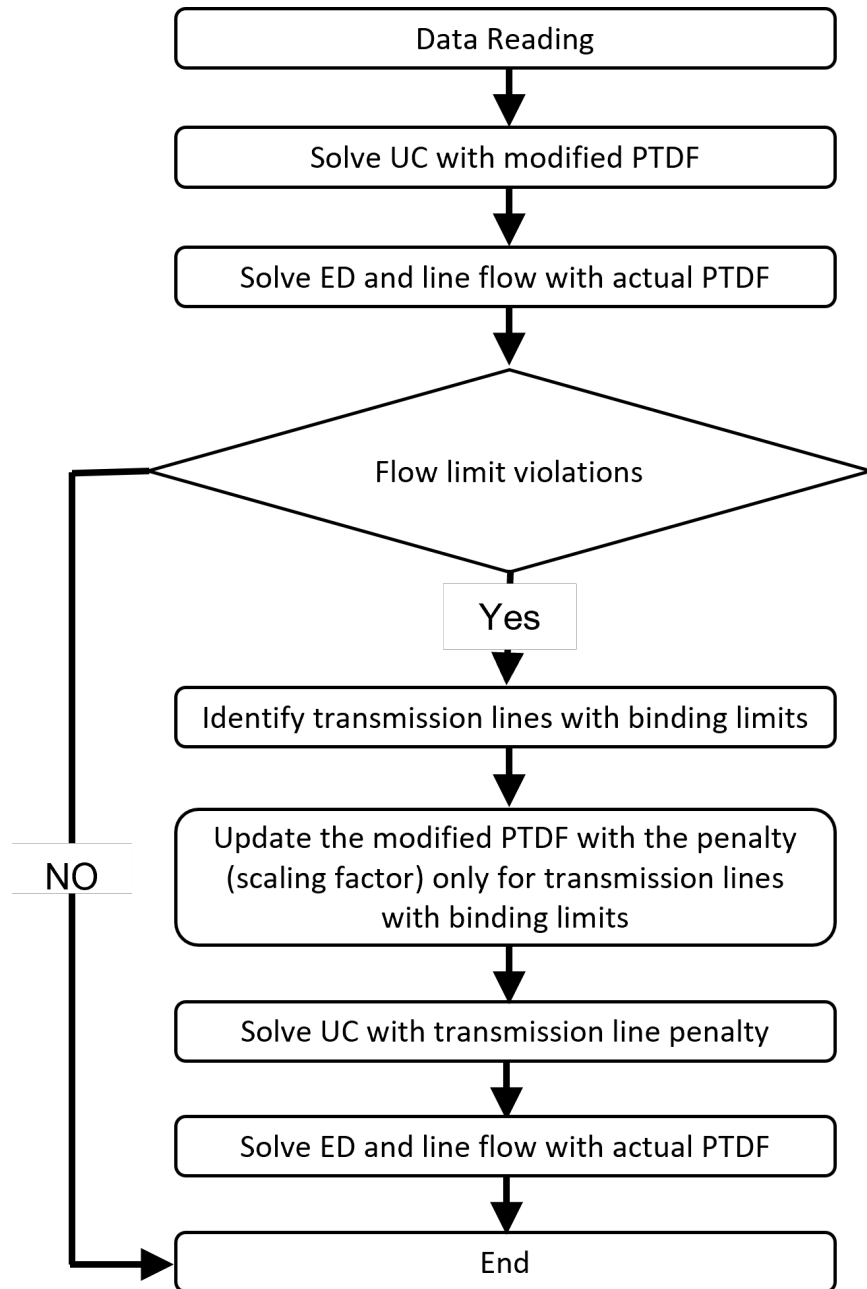 Data Reading
Solve UC with modified PTDF
Solve ED and line flow with actual PTDF
Flow limit violations
Yes
Identify transmission lines with binding limits
Update the modified PTDF with the penalty
(scaling factor) only for transmission lines
with binding limits
NO
Solve UC with transmission line penalty
Solve ED and line flow with actual PTDF
End